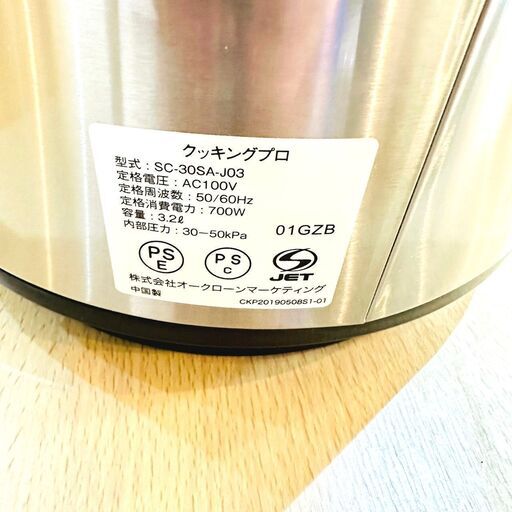 クッキングプロ
型式：SC-30SA-J03
定格電圧：AC100V
定格周波数：50/60Hz
定格消費電力：700W
容量：3.2ℓ
内部圧力：30−50kPa
01GZB
PS
E
PS
C
S
JET
株式会社オークローンマーケティング
中国製
CKP20190508S1-01